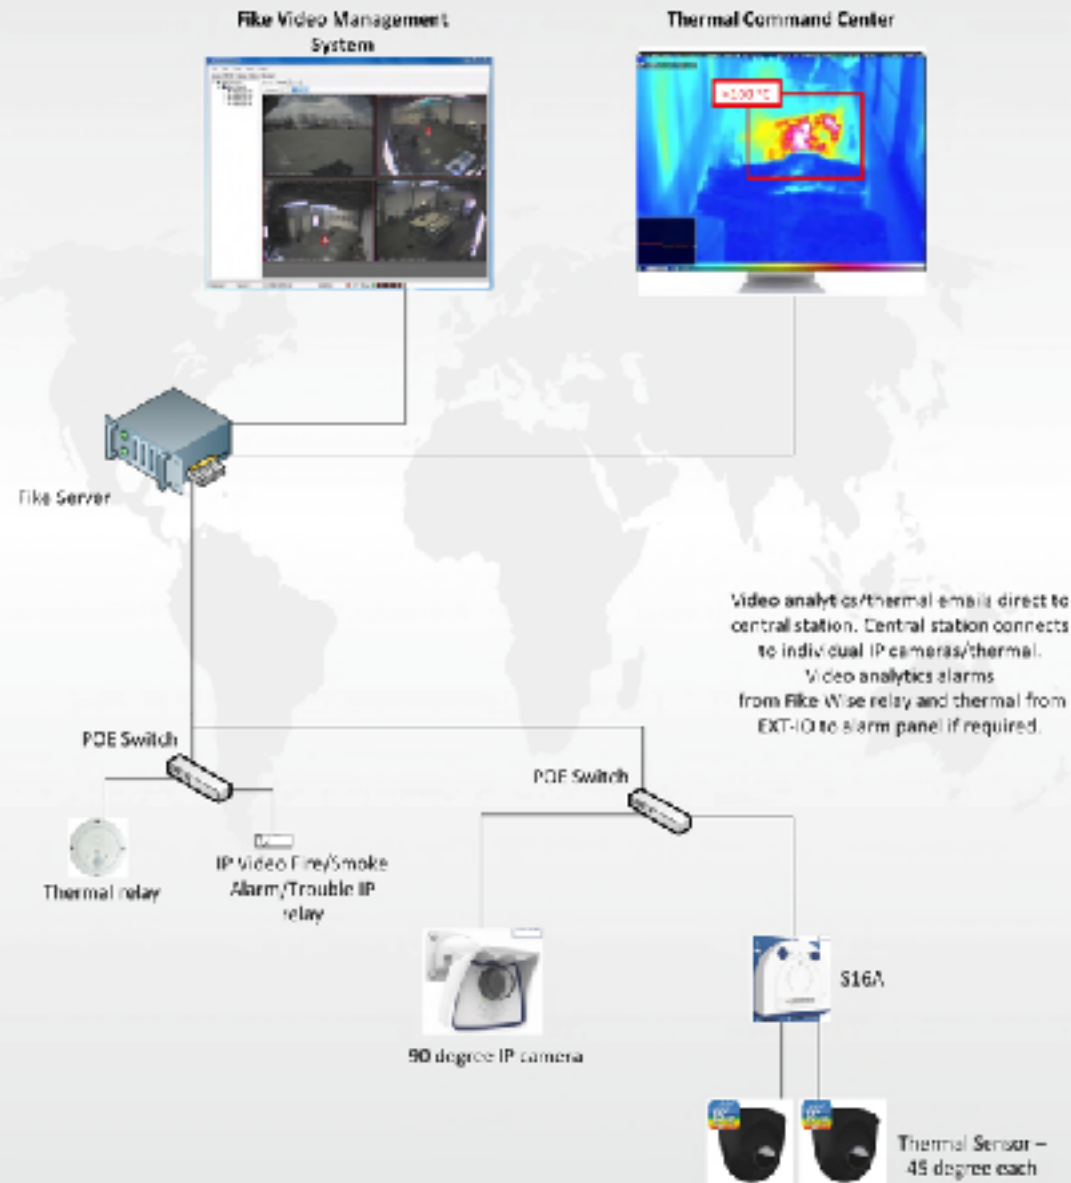 Fike Video Management
System
Thermal Command Center
>100 °C
Fike Server
Video analytics/thermal emails direct to
central station. Central station connects
to individual IP cameras/thermal.
Video analytics alarms
from Fike Wise relay and thermal from
EXT-IO to alarm panel if required.
POE Switch
POE Switch
Thermal relay
IP Video Fire/Smoke
Alarm/Trouble IP
relay
S16A
90 degree IP camera
Thermal Sensor –
45 degree each